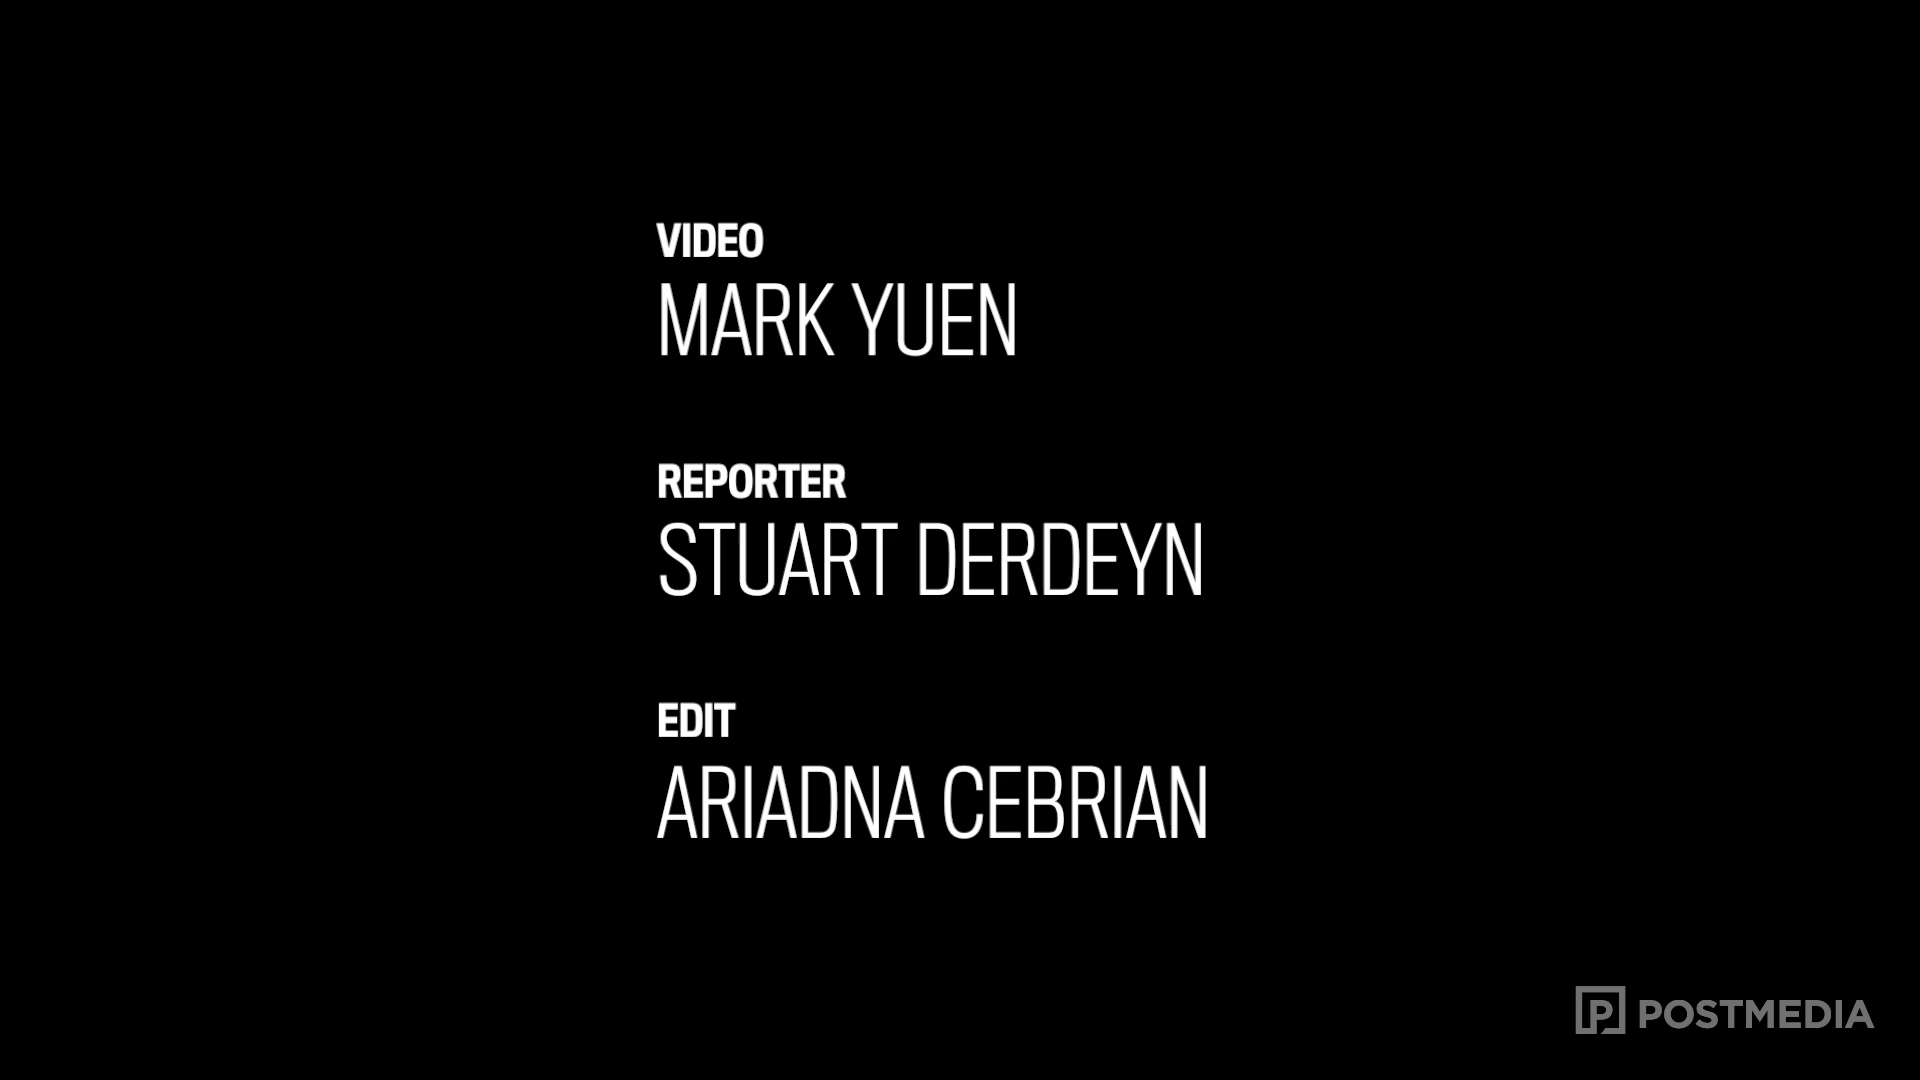 VIDEO
MARK YUEN
REPORTER
STUART DERDEYN
EDIT
ARIADNA CEBRIAN
POSTMEDIA